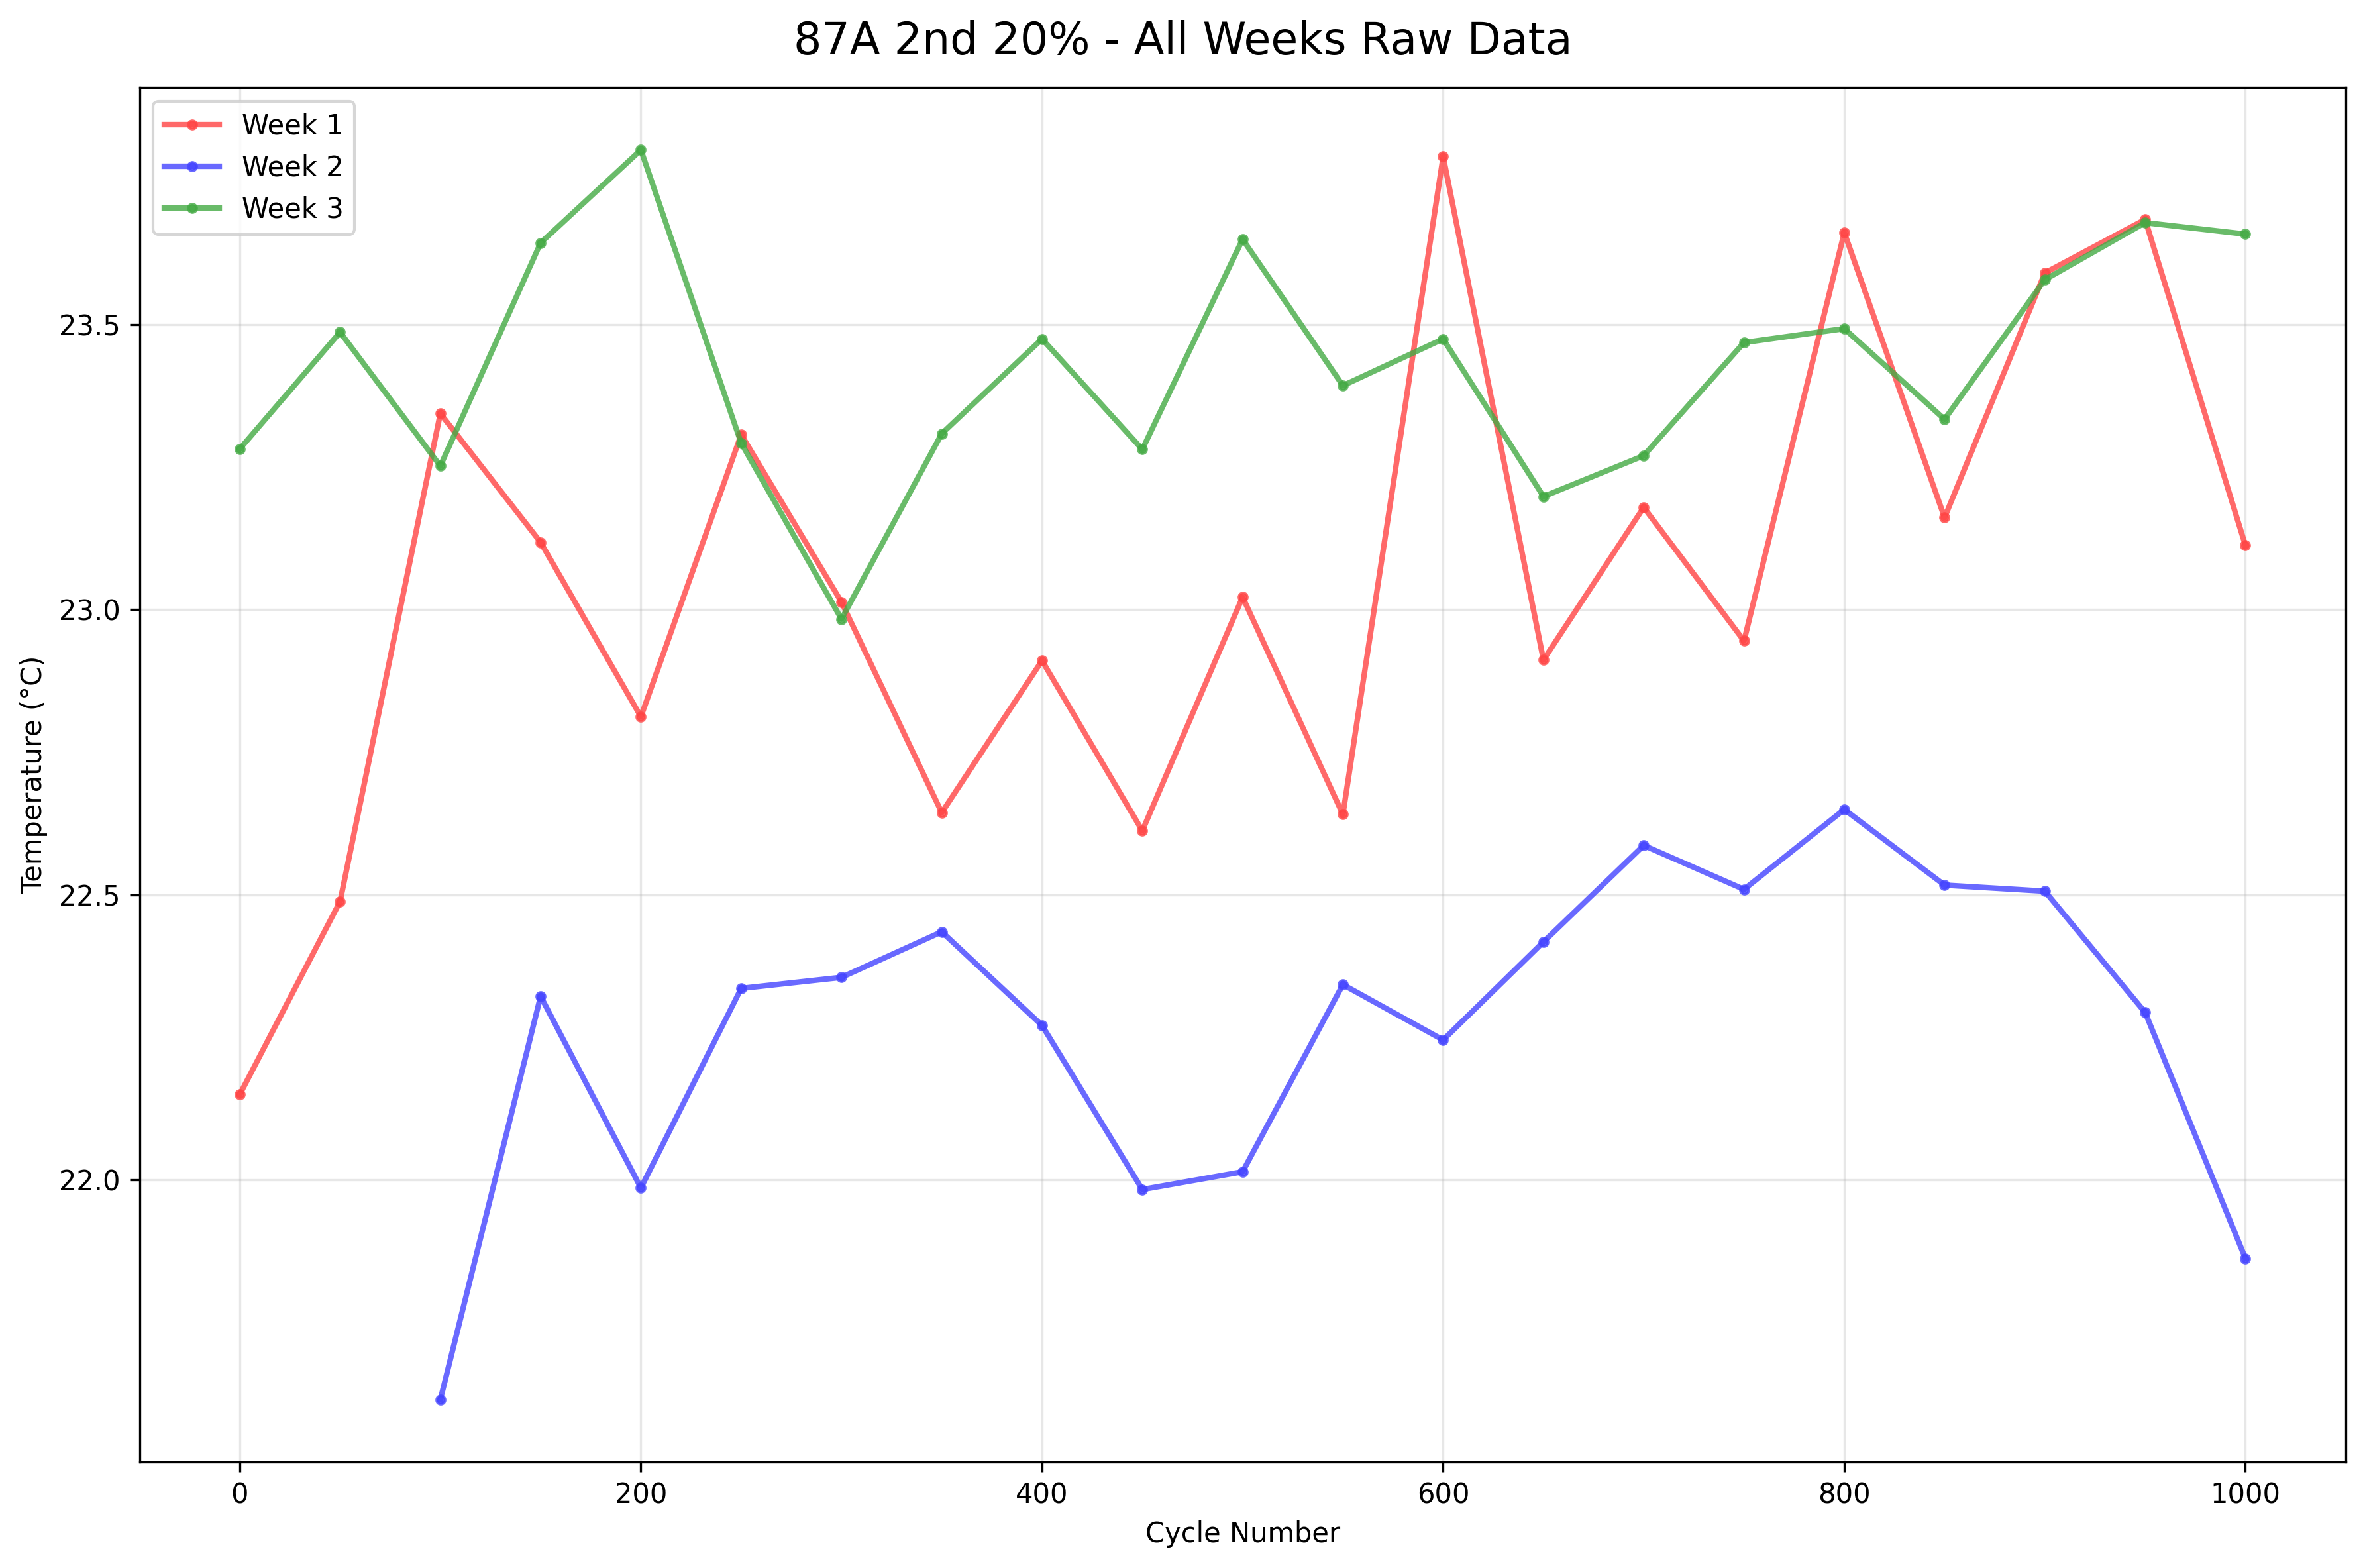 87A 2nd 20% - All Weeks Raw Data
Week 1
Week 2
Week 3
23.5
23.0
22.5
22.0
Temperature (°C)
0 200 400 600 800 1000
Cycle Number